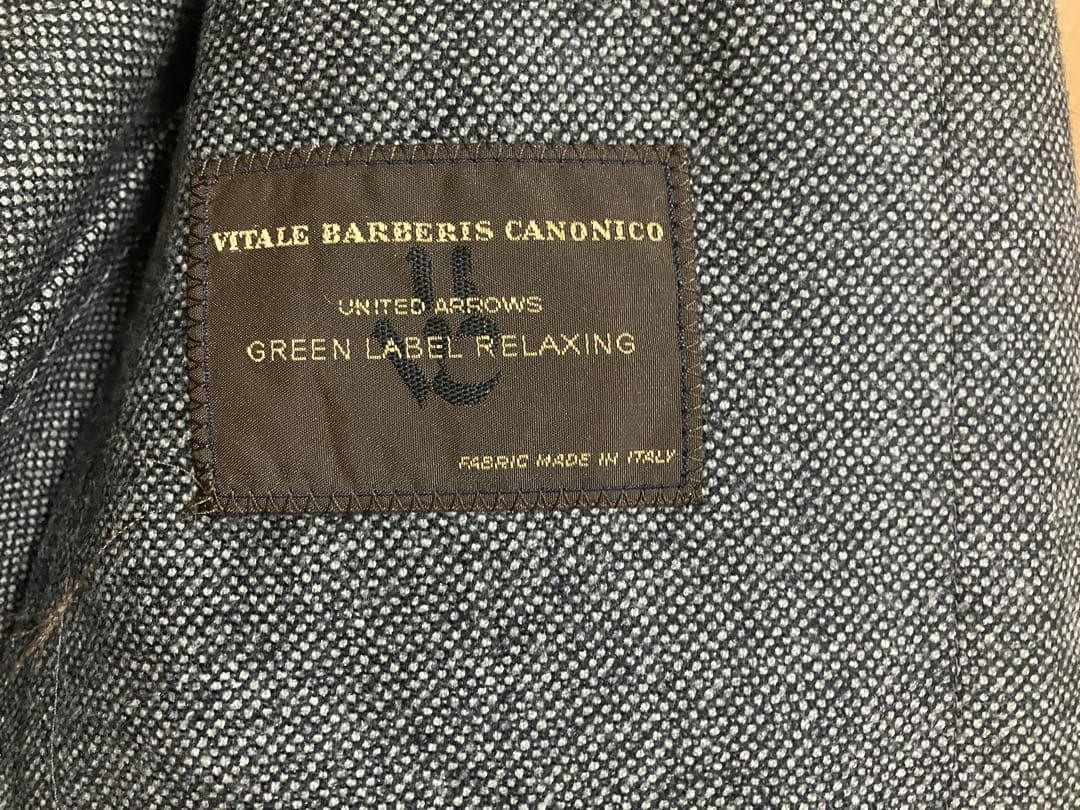 VITALE BARBERIS CANONICO
UNITED ARROWS
GREEN LABEL RELAXING
FABRIC MADE IN ITALY